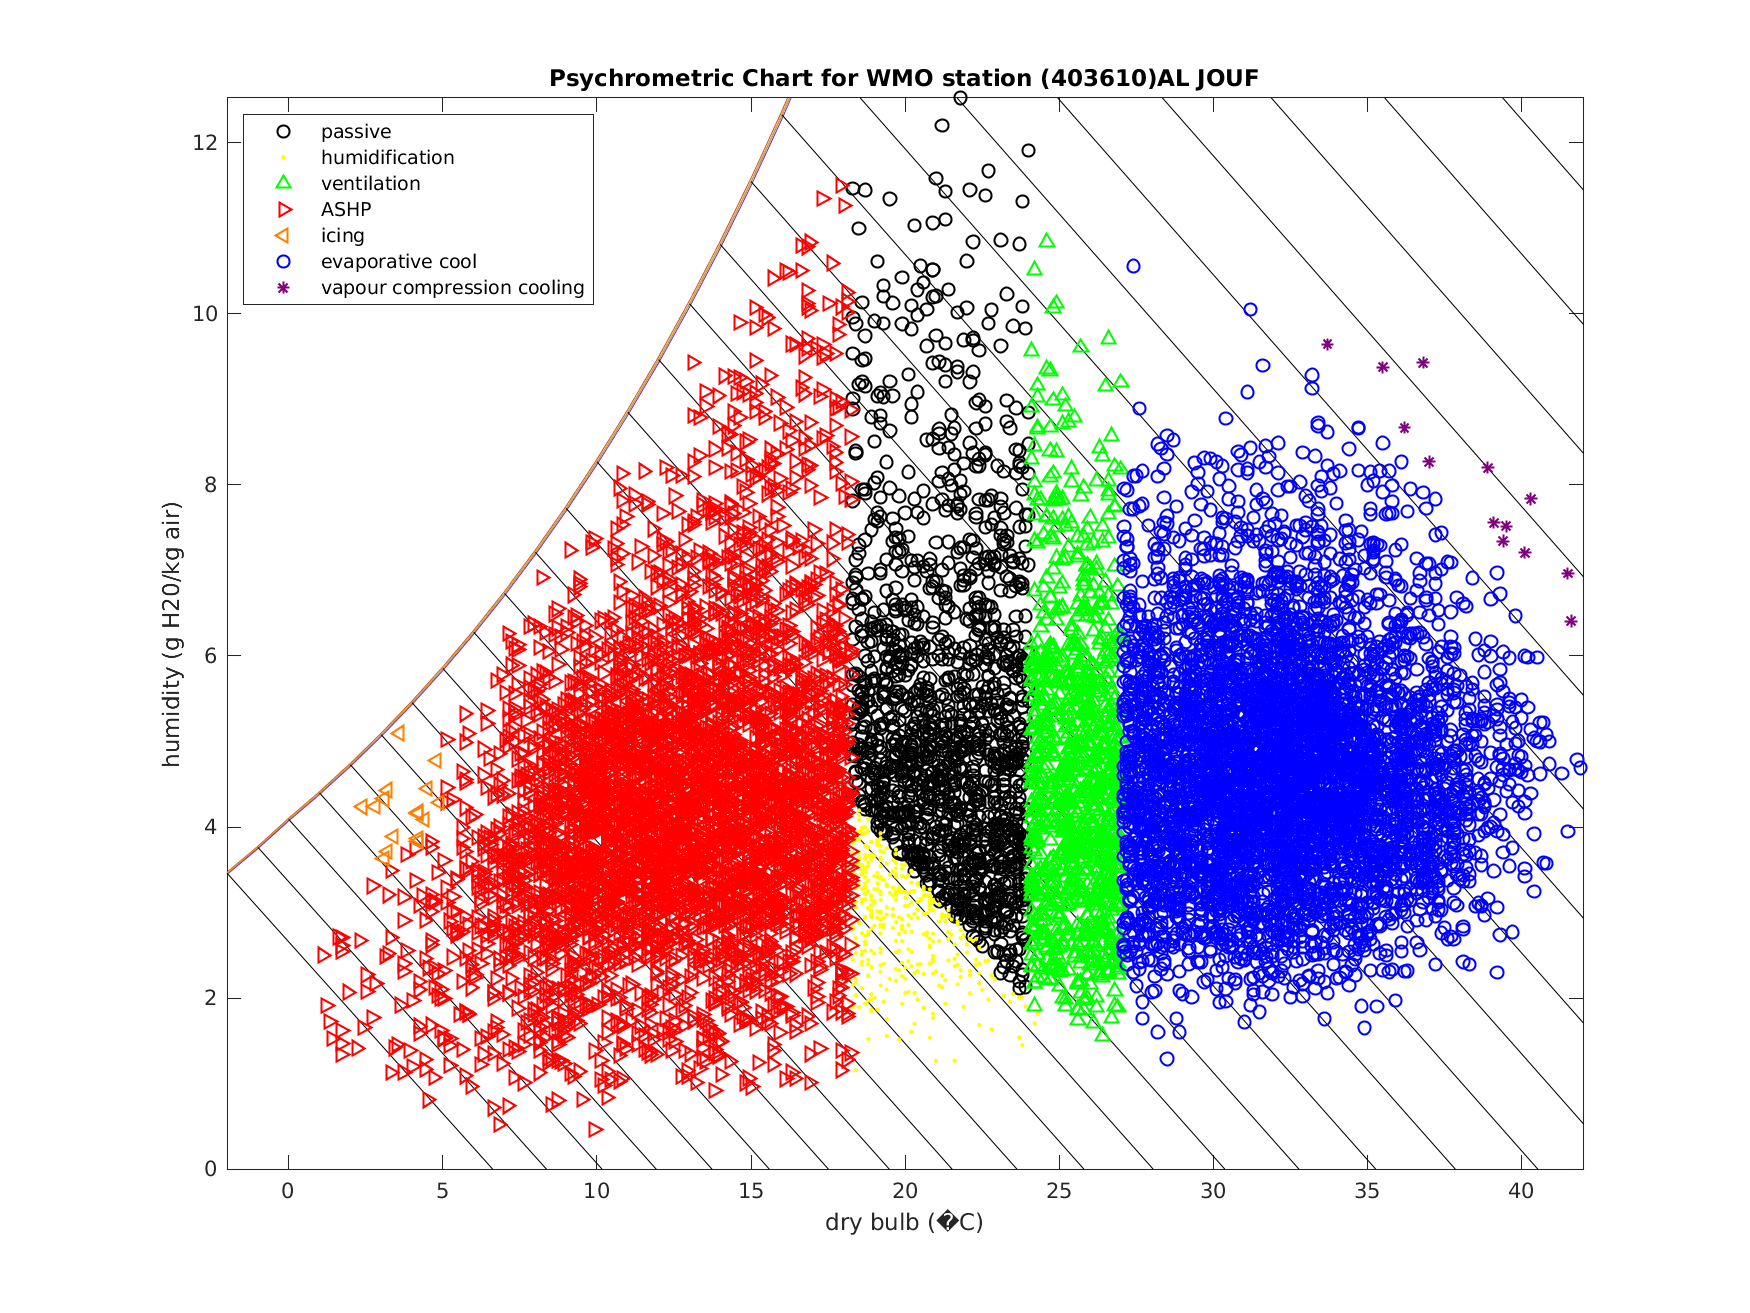 Psychrometric Chart for WMO station (403610)AL JOUF
passive
humidification
ventilation
ASHP
icing
evaporative cool
vapour compression cooling
humidity (g H20/kg air)
12
10
8
6
4
2
0
0 5 10 15 20 25 30 35 40
dry bulb (�C)